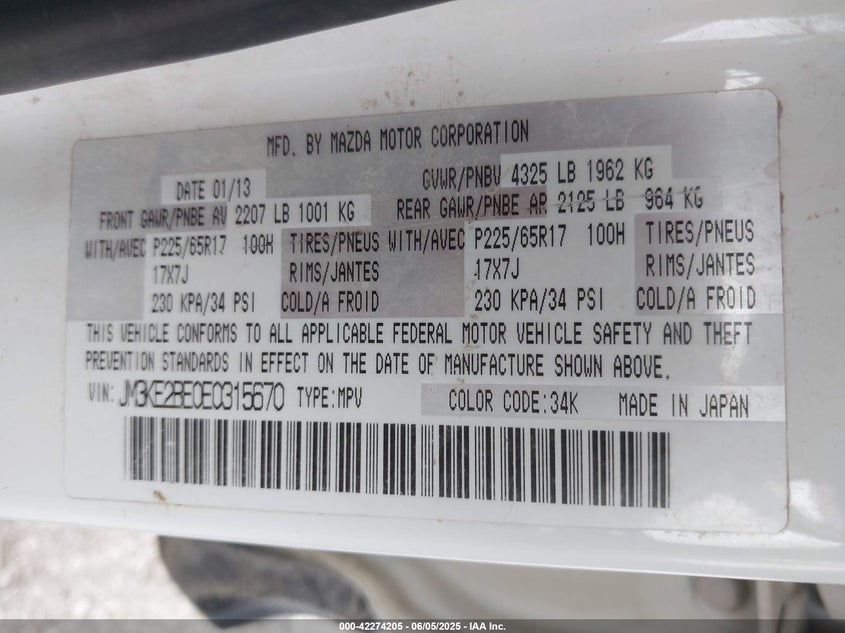 MFD. BY MAZDA MOTOR CORPORATION
DATE 01/13 GVWR/PNBV 4325 LB 1962 KG
FRONT GAWR/PNBE AV 2207 LB 1001 KG REAR GAWR/PNBE AR 2125 LB 964 KG
WITH/AVEC P225/65R17 100H TIRES/PNEUS WITH/AVEC P225/65R17 100H TIRES/PNEUS
17X7J RIMS/JANTES 17X7J RIMS/JANTES
230 KPA/34 PSI COLD/A FROID 230 KPA/34 PSI COLD/A FROID
THIS VEHICLE CONFORMS TO ALL APPLICABLE FEDERAL MOTOR VEHICLE SAFETY AND THEFT
PREVENTION STANDARDS IN EFFECT ON THE DATE OF MANUFACTURE SHOWN ABOVE.
VIN: JM3KE2BE0E0315670 TYPE:MPV COLOR CODE:34K MADE IN JAPAN
000-42274205 - 06/05/2025 - IAA Inc.